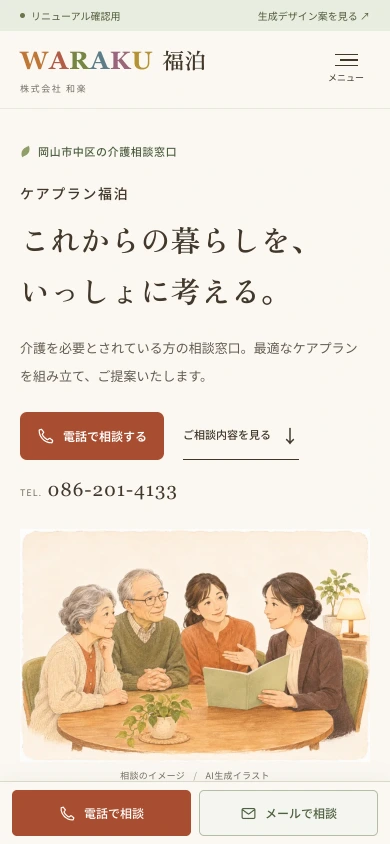 リニューアル確認用
生成デザイン案を見る ↗
WARAKU 福泊
株式会社 和楽
メニュー
岡山市中区の介護相談窓口
ケアプラン福泊
これからの暮らしを、
いっしょに考える。
介護を必要とされている方の相談窓口。最適なケアプラン
を組み立て、ご提案いたします。
電話で相談する
ご相談内容を見る ↓
TEL. 086-201-4133
相談のイメージ / AI生成イラスト
電話で相談
メールで相談